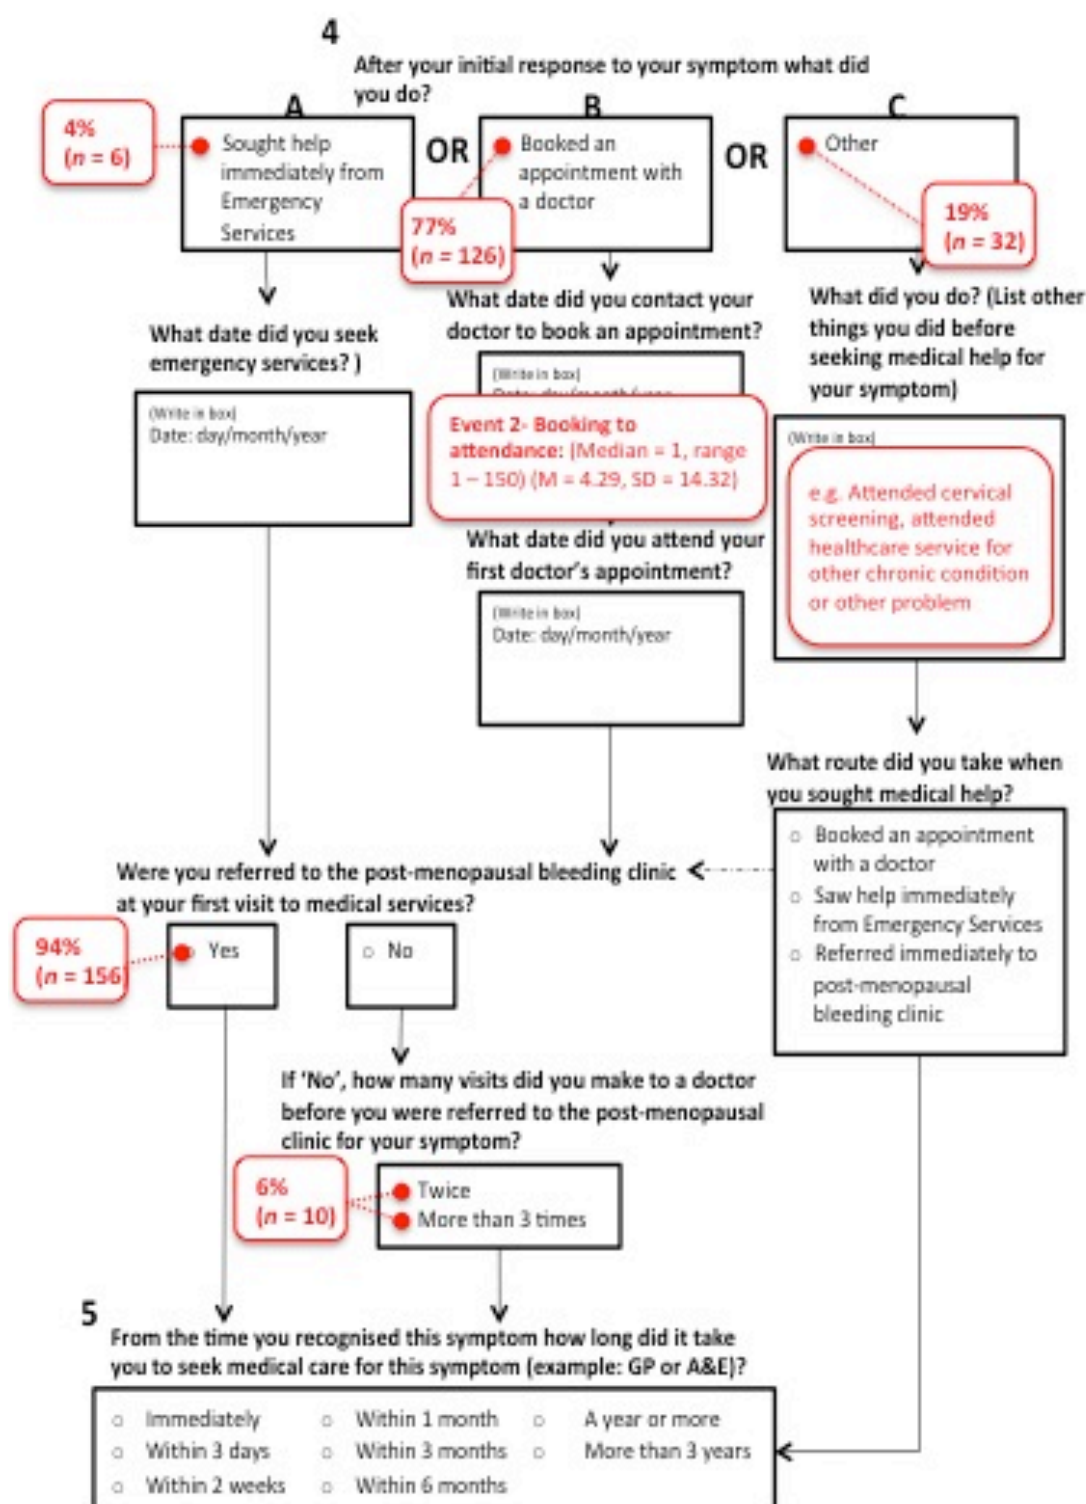 4
After your initial response to your symptom what did
you do?
A
B
C
4%
(n = 6)
Sought help
immediately from
Emergency
Services
OR
Booked an
appointment with
a doctor
77%
(n = 126)
OR
Other
19%
(n = 32)
What date did you seek
emergency services? )
(Write in box)
Date: day/month/year
What date did you contact your
doctor to book an appointment?
(Write in box)
Date: day/month/year
Event 2- Booking to
attendance: (Median = 1, range
1 – 150) (M = 4.29, SD = 14.32)
What date did you attend your
first doctor's appointment?
(Write in box)
Date: day/month/year
What did you do? (List other
things you did before
seeking medical help for
your symptom)
(Write in box)
e.g. Attended cervical
screening, attended
healthcare service for
other chronic condition
or other problem
What route did you take when
you sought medical help?
Booked an appointment
with a doctor
Saw help immediately
from Emergency Services
Referred immediately to
post-menopausal
bleeding clinic
Were you referred to the post-menopausal bleeding clinic
at your first visit to medical services?
94%
(n = 156)
Yes
No
If 'No', how many visits did you make to a doctor
before you were referred to the post-menopausal
clinic for your symptom?
6%
(n = 10)
Twice
More than 3 times
5
From the time you recognised this symptom how long did it take
you to seek medical care for this symptom (example: GP or A&E)?
Immediately
Within 3 days
Within 2 weeks
Within 1 month
Within 3 months
Within 6 months
A year or more
More than 3 years